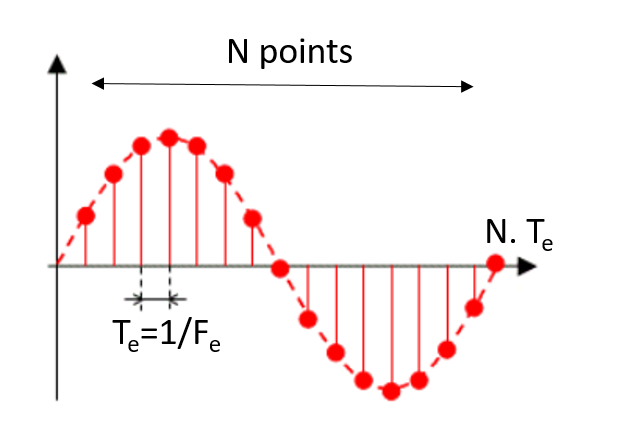 N points
N. Te
Te=1/Fe